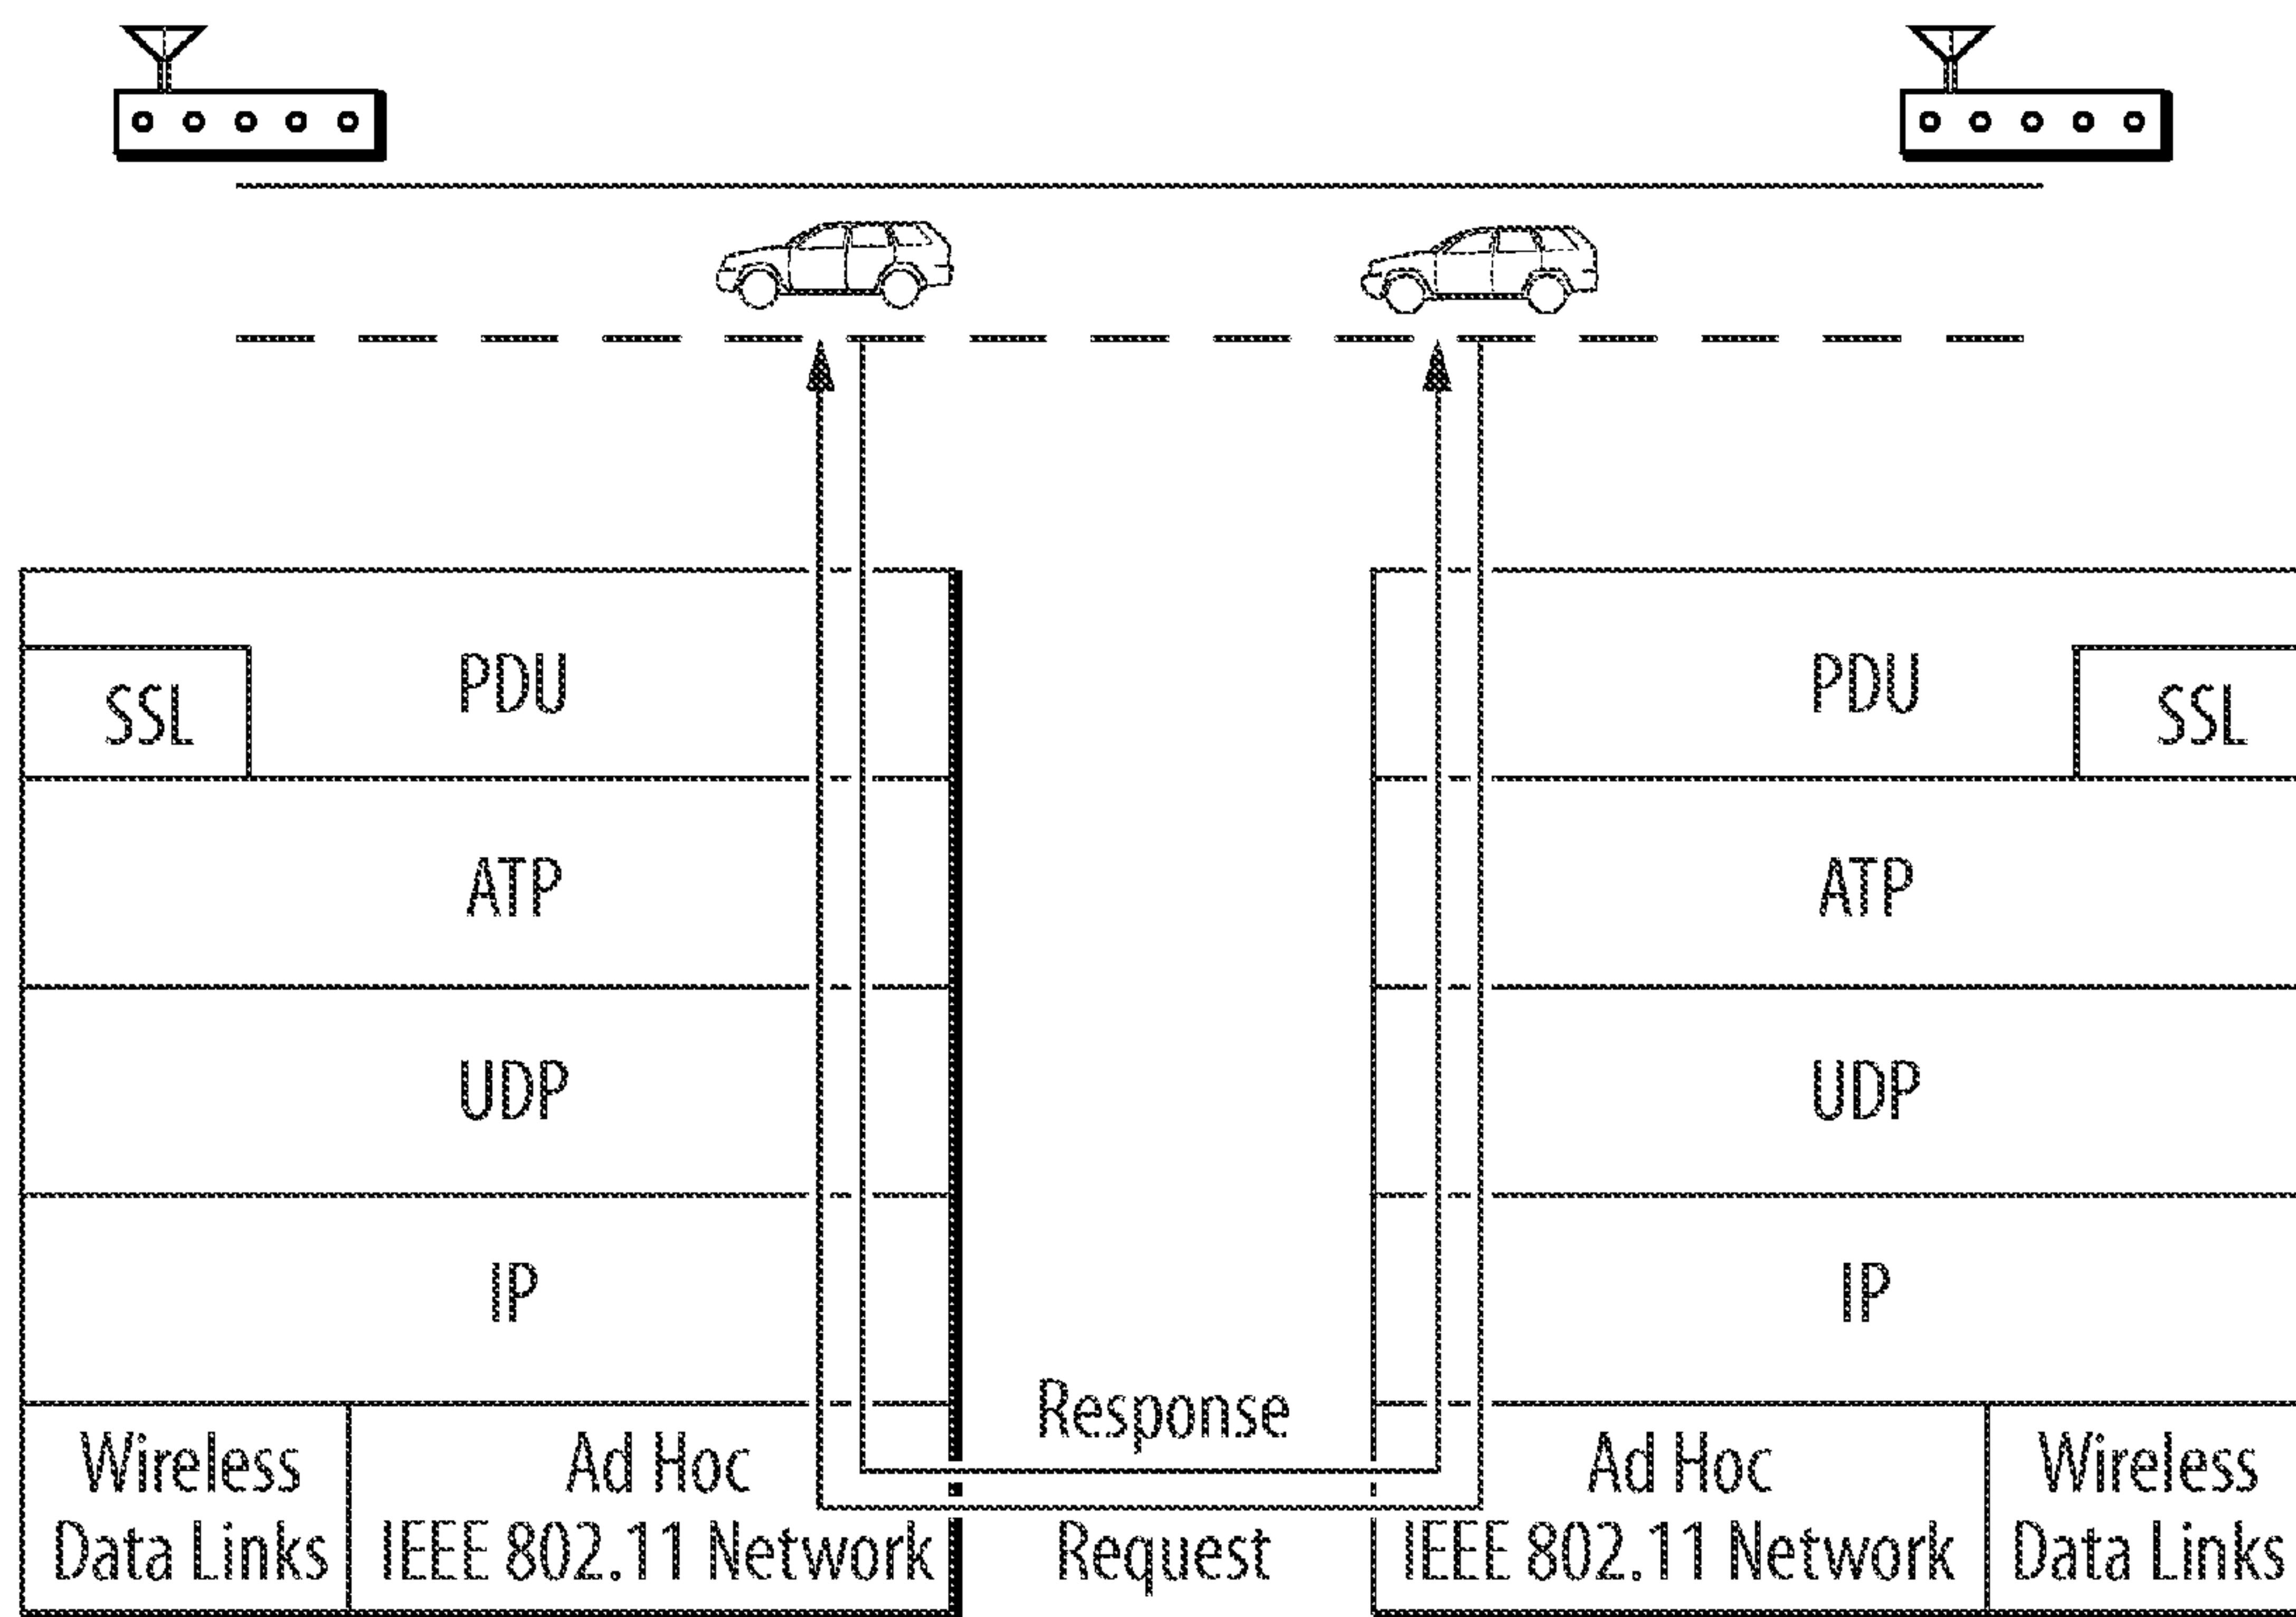 PDU
SSL
ATP
UDP
IP
Wireless
Data Links
Ad Hoc
IEEE 802.11 Network
Response
Request
PDU
SSL
ATP
UDP
IP
Ad Hoc
IEEE 802.11 Network
Wireless
Data Links